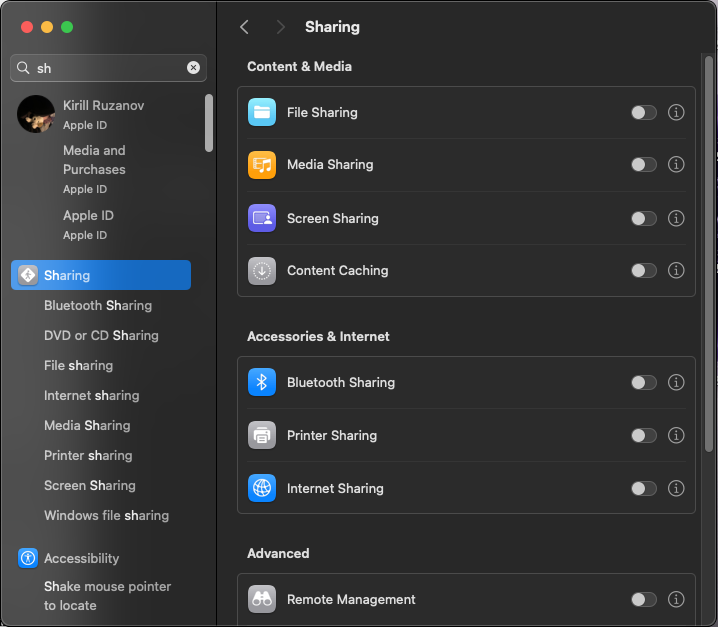 sh
Kirill Ruzanov
Apple ID
Media and
Purchases
Apple ID
Apple ID
Apple ID
Sharing
Bluetooth Sharing
DVD or CD Sharing
File sharing
Internet sharing
Media Sharing
Printer sharing
Screen Sharing
Windows file sharing
Accessibility
Shake mouse pointer
to locate
Sharing
Content & Media
File Sharing
Media Sharing
Screen Sharing
Content Caching
Accessories & Internet
Bluetooth Sharing
Printer Sharing
Internet Sharing
Advanced
Remote Management